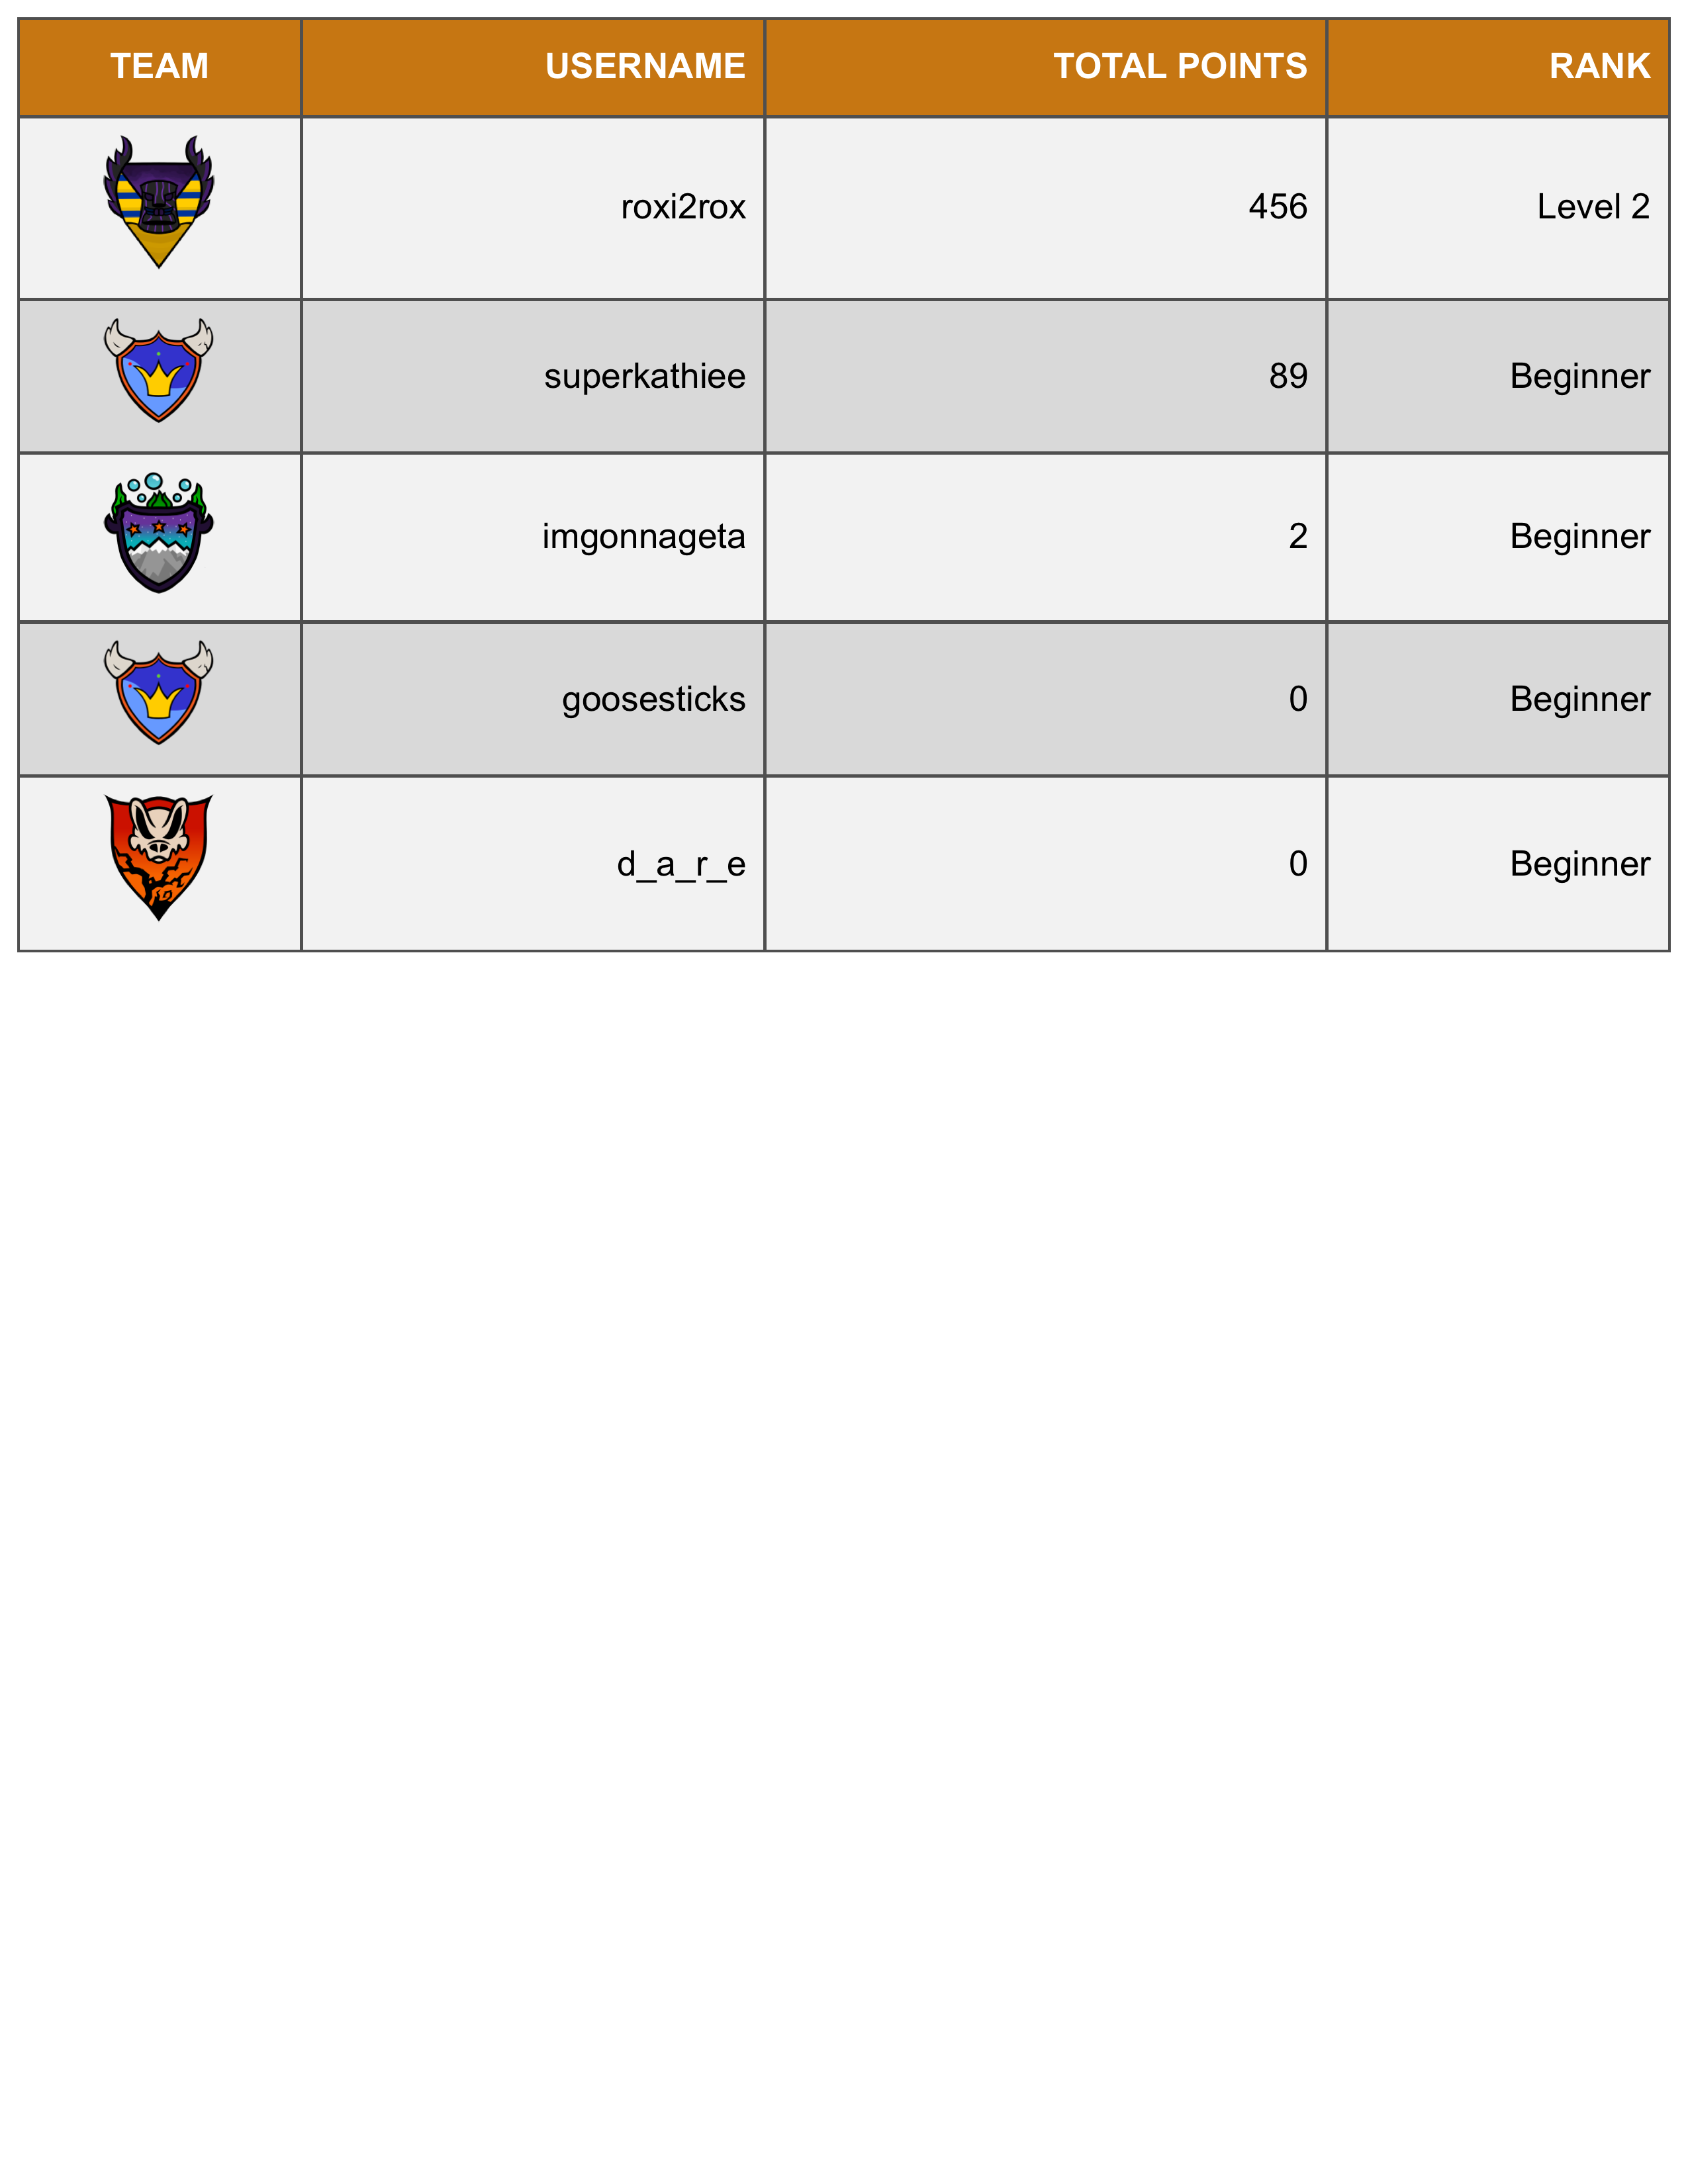 TEAM USERNAME TOTAL POINTS RANK
roxi2rox 456 Level 2
superkathiee 89 Beginner
imgonnageta 2 Beginner
goosesticks 0 Beginner
d_a_r_e 0 Beginner